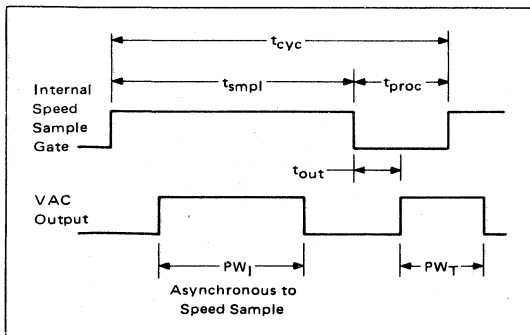 tcyc
tsmpl
tproc
Internal
Speed
Sample
Gate
tout
VAC
Output
PWI
PWT
Asynchronous to
Speed Sample